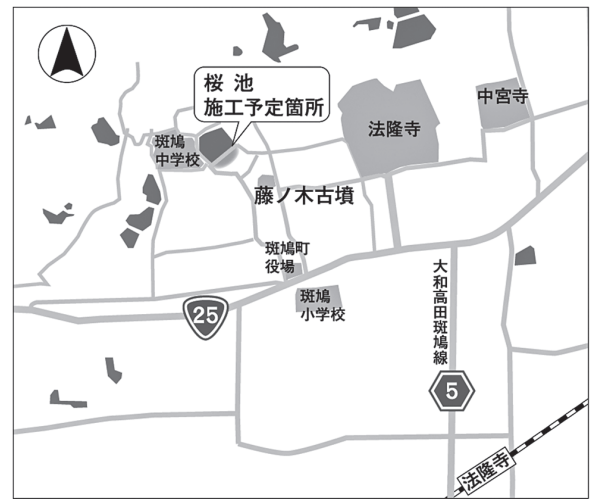 桜 池
施工予定箇所
中宮寺
法隆寺
斑鳩
中学校
藤ノ木古墳
斑鳩町
役場
斑鳩
小学校
25
大和高田斑鳩線
5
法隆寺